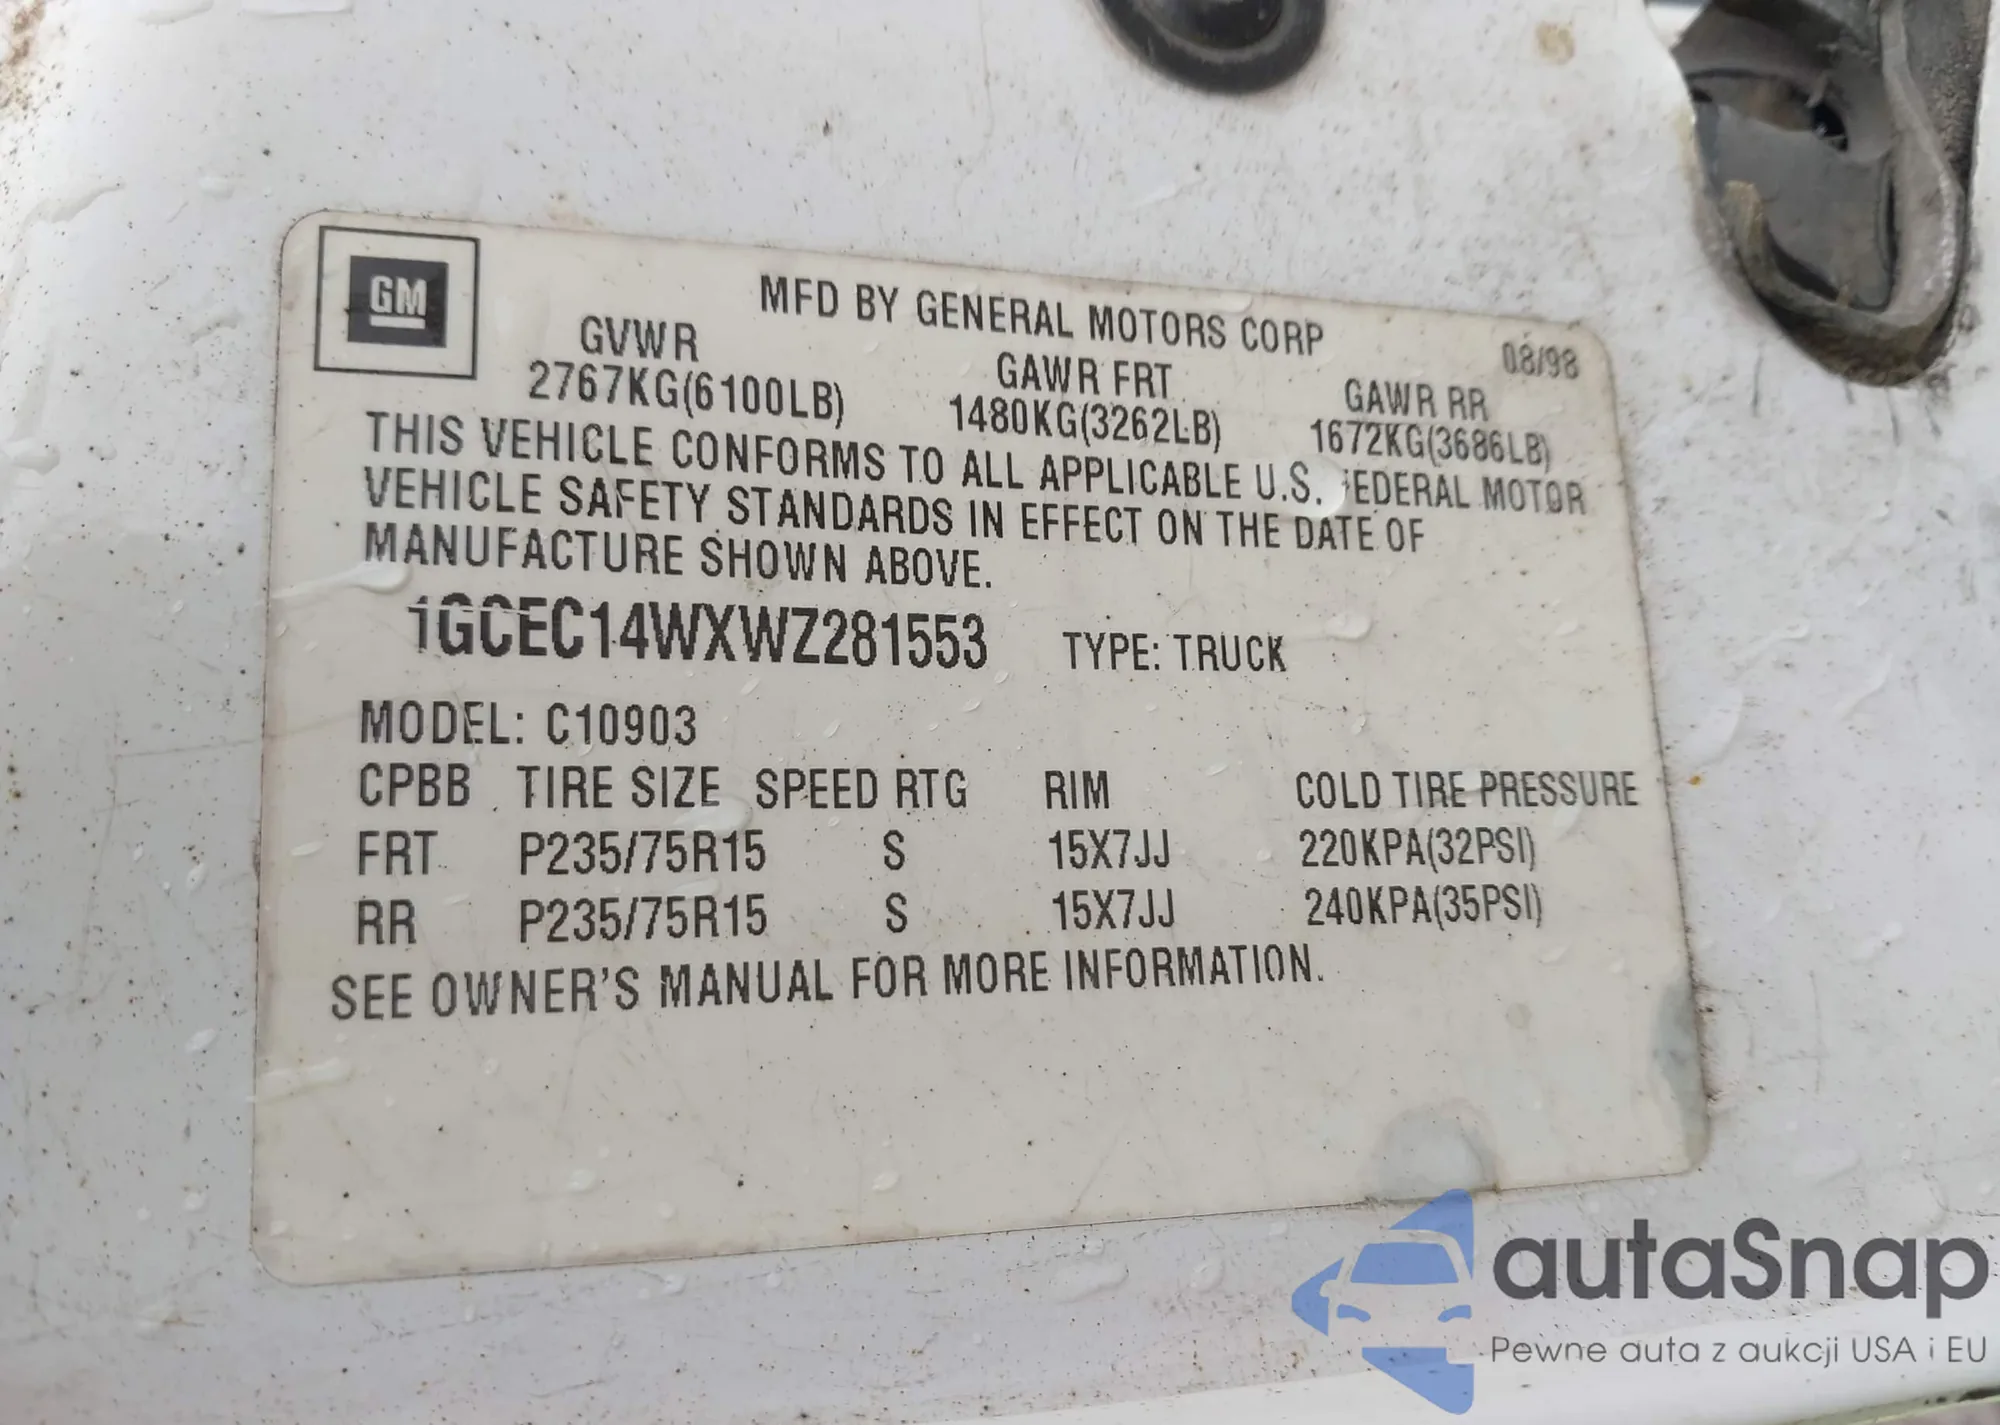 GM
MFD BY GENERAL MOTORS CORP
08/98
GVWR GAWR FRT GAWR RR
2767KG(6100LB) 1480KG(3262LB) 1672KG(3686LB)
THIS VEHICLE CONFORMS TO ALL APPLICABLE U.S. FEDERAL MOTOR
VEHICLE SAFETY STANDARDS IN EFFECT ON THE DATE OF
MANUFACTURE SHOWN ABOVE.
1GCEC14WXWZ281553 TYPE: TRUCK
MODEL: C10903
CPBB TIRE SIZE SPEED RTG RIM COLD TIRE PRESSURE
FRT P235/75R15 S 15X7JJ 220KPA(32PSI)
RR P235/75R15 S 15X7JJ 240KPA(35PSI)
SEE OWNER'S MANUAL FOR MORE INFORMATION.
autaSnap
Pewne auta z aukcji USA i EU